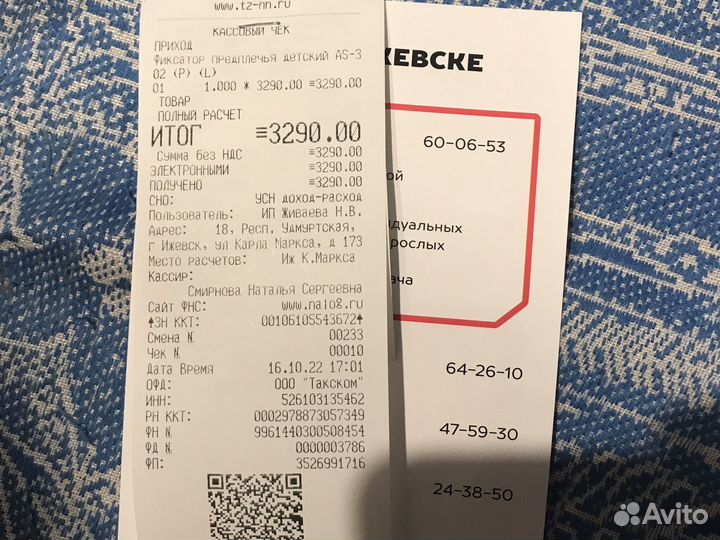 www.tz-nn.ru
КАССОВЫЙ ЧЕК
ПРИХОД
Фиксатор предплечья детский AS-3
02 (P) (L)
01 1.000 * 3290.00 ≡3290.00
ТОВАР
ПОЛНЫЙ РАСЧЕТ
ИТОГ ≡3290.00
Сумма без НДС ≡3290.00
ЭЛЕКТРОННЫМИ ≡3290.00
ПОЛУЧЕНО ≡3290.00
СНО: УСН доход-расход
Пользователь: ИП Живаева Н.В.
Адрес: 18, Респ. Удмуртская,
г Ижевск, ул Карла Маркса, д 173
Место расчетов: Иж К.Маркса
Кассир:
Смирнова Наталья Сергеевна
Сайт ФНС: www.nalog.ru
↑ЗН ККТ: 00106105543672↑
Смена № 00233
Чек № 00010
Дата Время 16.10.22 17:01
ОФД: ООО "Такском"
ИНН: 526103135462
РН ККТ: 0002978873057349
ФН № 9961440300508454
ФД № 0000003786
ФП: 3526991716
ЖЕВСКЕ
60-06-53
ой
дуальных
рослых
ача
64-26-10
47-59-30
24-38-50
Avito